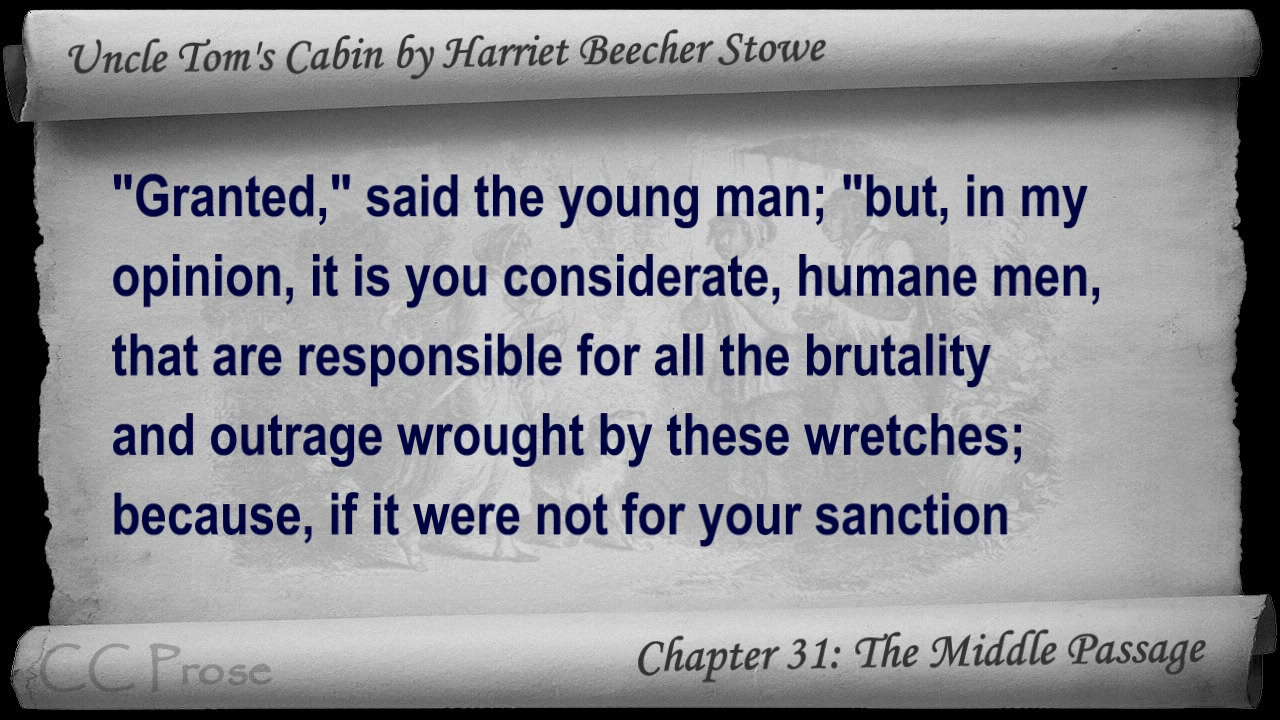 Uncle Tom's Cabin by Harriet Beecher Stowe
"Granted," said the young man; "but, in my
opinion, it is you considerate, humane men,
that are responsible for all the brutality
and outrage wrought by these wretches;
because, if it were not for your sanction
Chapter 31: The Middle Passage
CC Prose